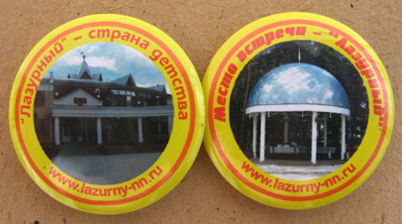 "Лазурный" – страна детства
www.lazurny-nn.ru
Место встречи – "Лазурный"
www.lazurny-nn.ru